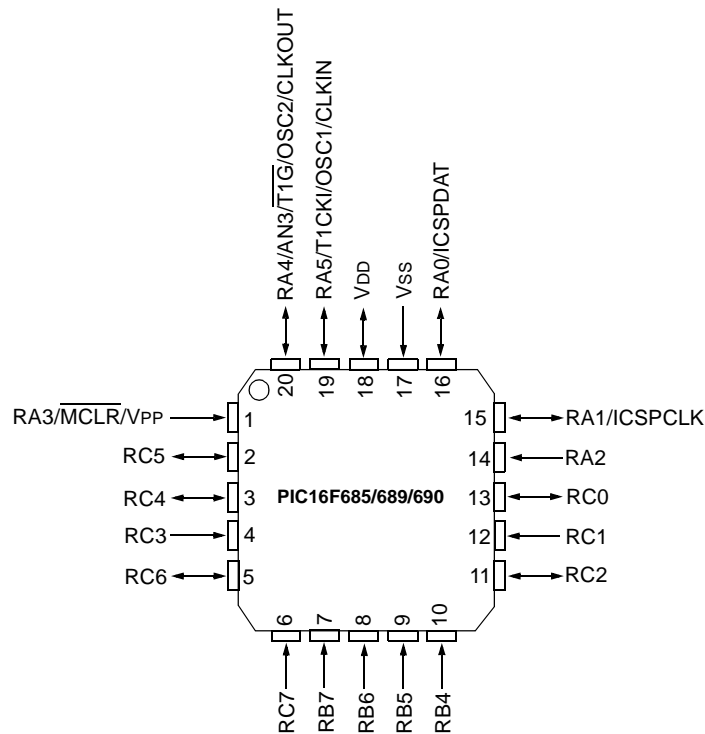 RA4/AN3/T1G/OSC2/CLKOUT
RA5/T1CKI/OSC1/CLKIN
VDD
VSS
RA0/ICSPDAT
20
19
18
17
16
RA3/MCLR/VPP
1
15
RA1/ICSPCLK
RC5
2
14
RA2
RC4
3
PIC16F685/689/690
13
RC0
RC3
4
12
RC1
RC6
5
11
RC2
6
7
8
9
10
RC7
RB7
RB6
RB5
RB4